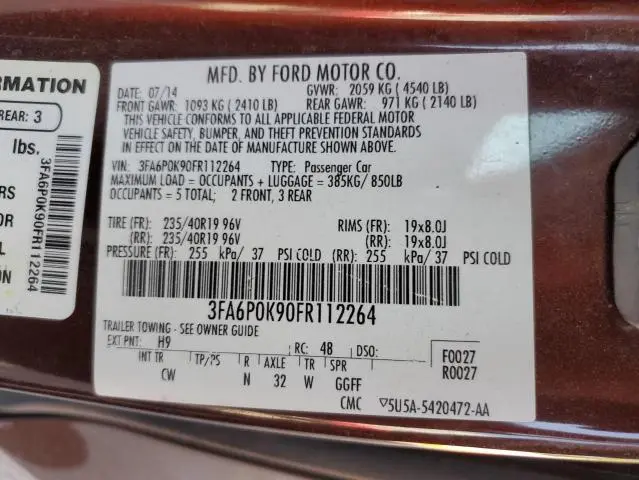 MFD. BY FORD MOTOR CO.
DATE: 07/14 GVWR: 2059 KG (4540 LB)
FRONT GAWR: 1093 KG (2410 LB) REAR GAWR: 971 KG (2140 LB)
THIS VEHICLE CONFORMS TO ALL APPLICABLE FEDERAL MOTOR
VEHICLE SAFETY, BUMPER, AND THEFT PREVENTION STANDARDS
IN EFFECT ON THE DATE OF MANUFACTURE SHOWN ABOVE
VIN: 3FA6P0K90FR112264 TYPE: Passenger Car
MAXIMUM LOAD = OCCUPANTS + LUGGAGE = 385KG/850LB
OCCUPANTS = 5 TOTAL; 2 FRONT, 3 REAR
TIRE (FR): 235/40R19 96V RIMS (FR): 19x8.0J
(RR): 235/40R19 96V (RR): 19x8.0J
PRESSURE (FR): 255 kPa/ 37 PSI COLD (RR): 255 kPa/ 37 PSI COLD
3FA6P0K90FR112264
TRAILER TOWING - SEE OWNER GUIDE
EXT PNT: H9 RC: 48 DSO: F0027
R0027
INT TR TP/PS R AXLE TR SPR
CW N 32 W GGFF
CMC ▽5U5A-5420472-AA
RMATION
REAR: 3
lbs.
RS
OR
L
ON
3FA6P0K90FR112264